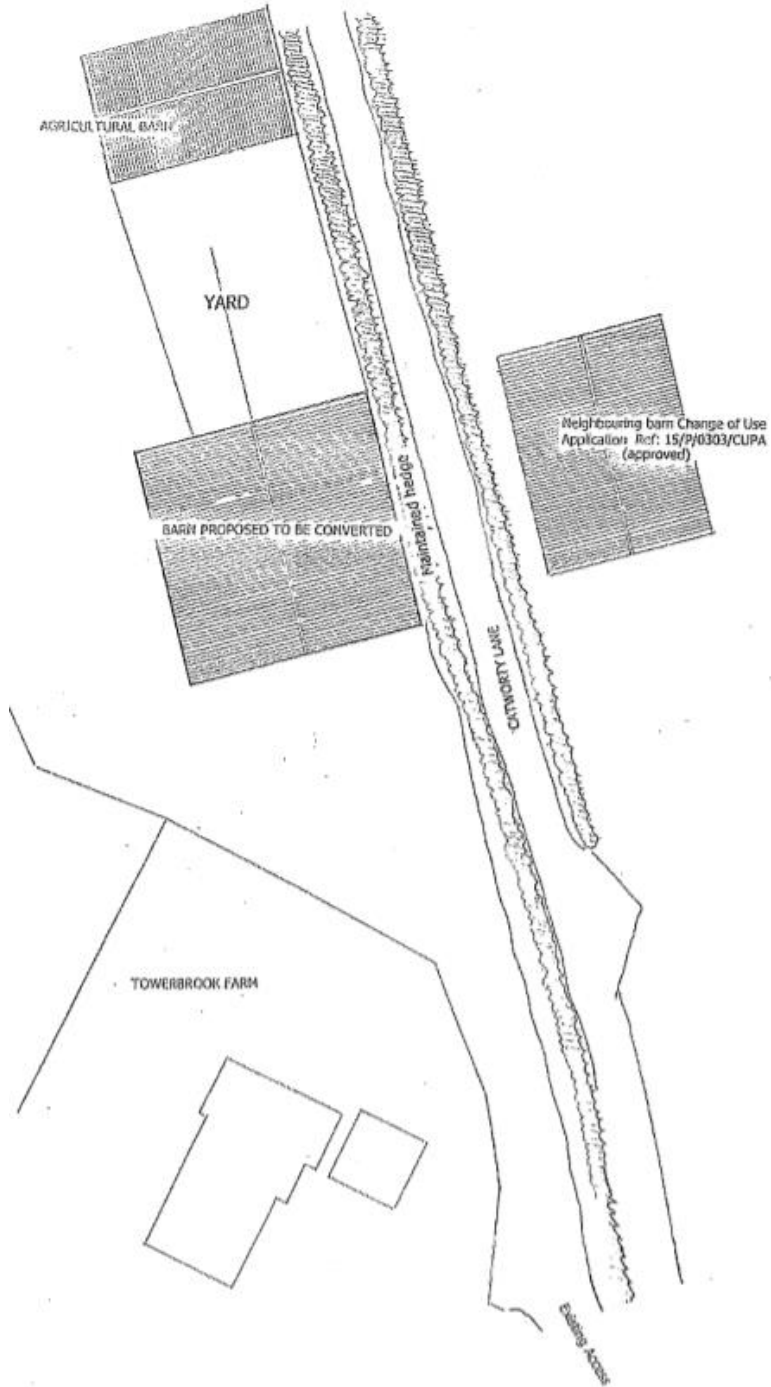 AGRICULTURAL BARN
YARD
Neighbouring barn Change of Use
Application Ref: 15/P/0303/CUPA
(approved)
BARN PROPOSED TO BE CONVERTED
Maintained hedge
LANE
TOWERBROOK FARM
Existing Access